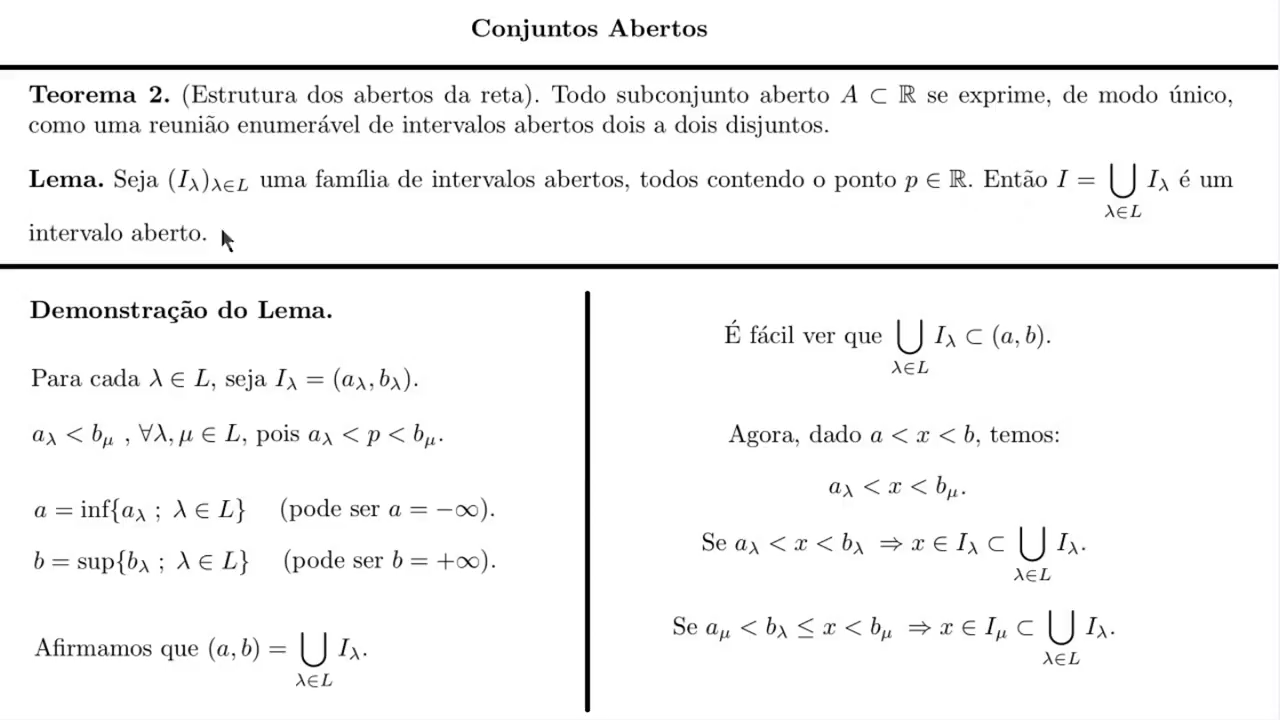 Conjuntos Abertos
Teorema 2. (Estrutura dos abertos da reta). Todo subconjunto aberto A ⊂ ℝ se exprime, de modo único,
como uma reunião enumerável de intervalos abertos dois a dois disjuntos.
Lema. Seja (I_λ)_{λ∈L} uma família de intervalos abertos, todos contendo o ponto p ∈ ℝ. Então I = ⋃_{λ∈L} I_λ é um
intervalo aberto.
Demonstração do Lema.
Para cada λ ∈ L, seja I_λ = (a_λ, b_λ).
a_λ < b_μ , ∀λ, μ ∈ L, pois a_λ < p < b_μ.
a = inf{a_λ ; λ ∈ L} (pode ser a = −∞).
b = sup{b_λ ; λ ∈ L} (pode ser b = +∞).
Afirmamos que (a, b) = ⋃_{λ∈L} I_λ.
É fácil ver que ⋃_{λ∈L} I_λ ⊂ (a, b).
Agora, dado a < x < b, temos:
a_λ < x < b_μ.
Se a_λ < x < b_λ ⇒ x ∈ I_λ ⊂ ⋃_{λ∈L} I_λ.
Se a_μ < b_λ ≤ x < b_μ ⇒ x ∈ I_μ ⊂ ⋃_{λ∈L} I_λ.